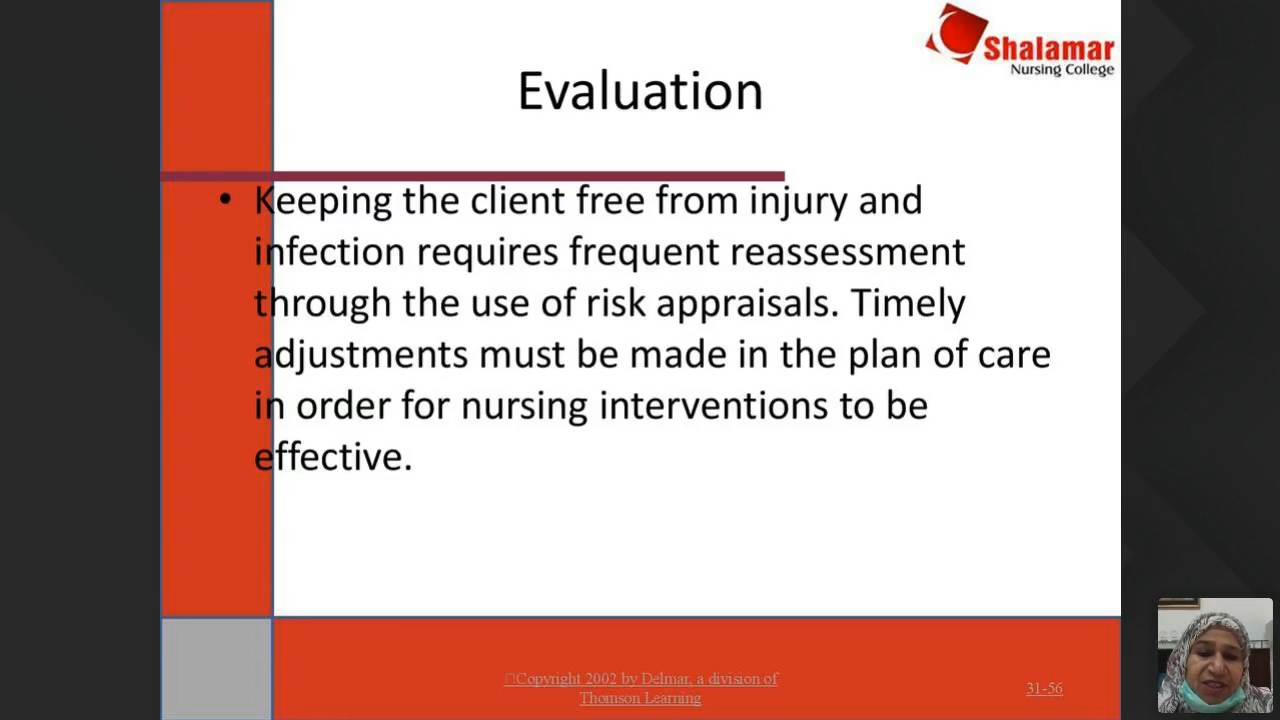 Shalamar
Nursing College
Evaluation
• Keeping the client free from injury and
infection requires frequent reassessment
through the use of risk appraisals. Timely
adjustments must be made in the plan of care
in order for nursing interventions to be
effective.
Copyright 2002 by Delmar, a division of
Thomson Learning
31-56